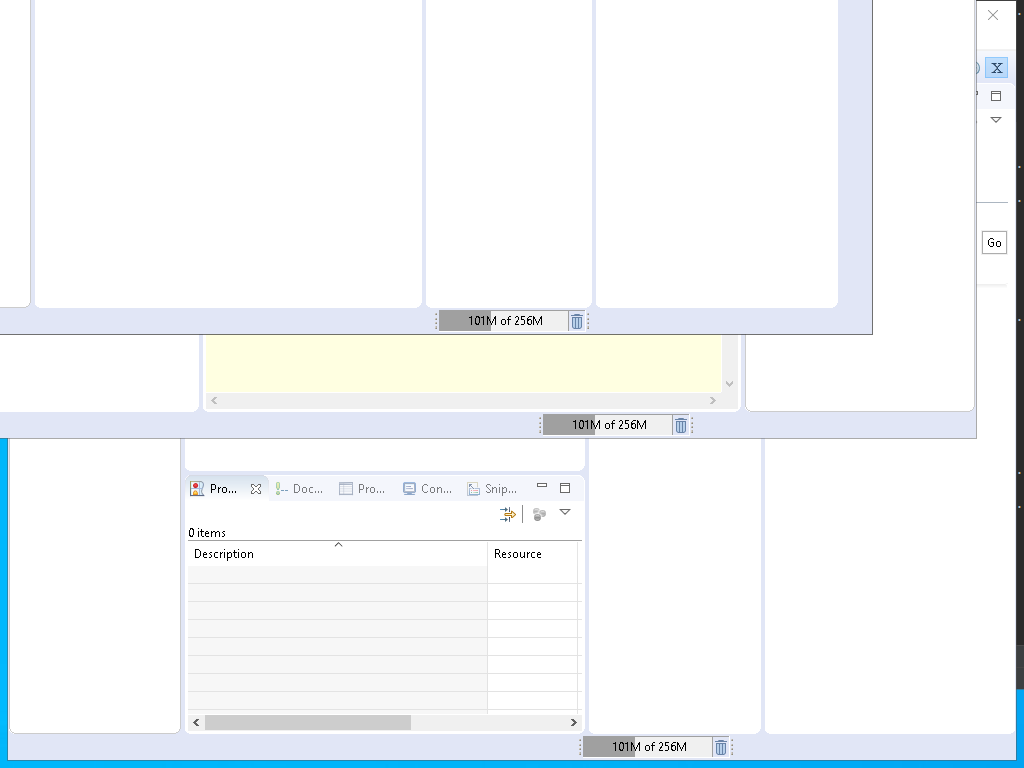 X
Go
101M of 256M
101M of 256M
Pro... Doc... Pro... Con... Snip...
0 items
Description Resource
101M of 256M